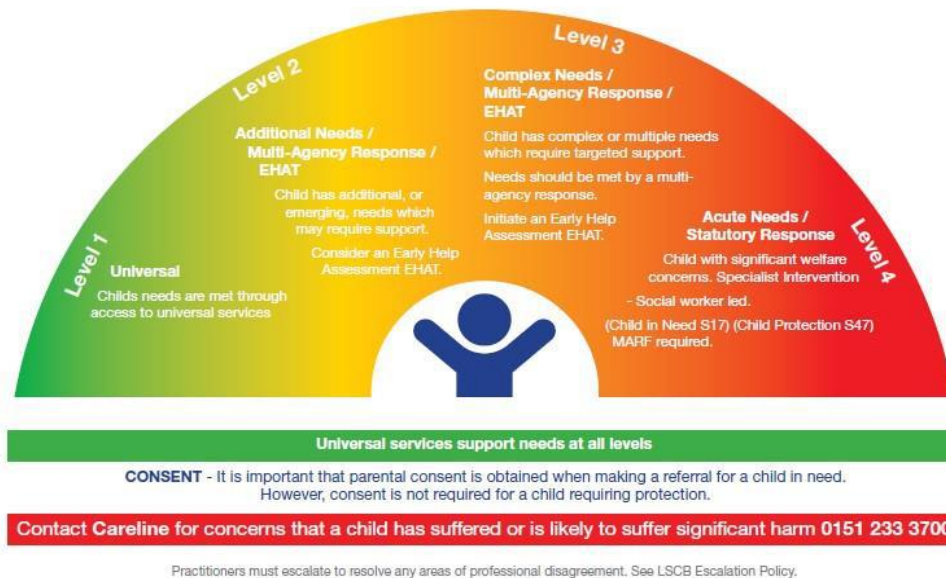 Level 1
Universal
Childs needs are met through
access to universal services
Level 2
Additional Needs /
Multi-Agency Response /
EHAT
Child has additional, or
emerging, needs which
may require support.
Consider an Early Help
Assessment EHAT.
Level 3
Complex Needs /
Multi-Agency Response /
EHAT
Child has complex or multiple needs
which require targeted support.
Needs should be met by a multi-
agency response.
Initiate an Early Help
Assessment EHAT.
Level 4
Acute Needs /
Statutory Response
Child with significant welfare
concerns. Specialist Intervention
- Social worker led.
(Child in Need S17) (Child Protection S47)
MARF required.
Universal services support needs at all levels
CONSENT - It is important that parental consent is obtained when making a referral for a child in need.
However, consent is not required for a child requiring protection.
Contact Careline for concerns that a child has suffered or is likely to suffer significant harm 0151 233 3700
Practitioners must escalate to resolve any areas of professional disagreement. See LSCB Escalation Policy.